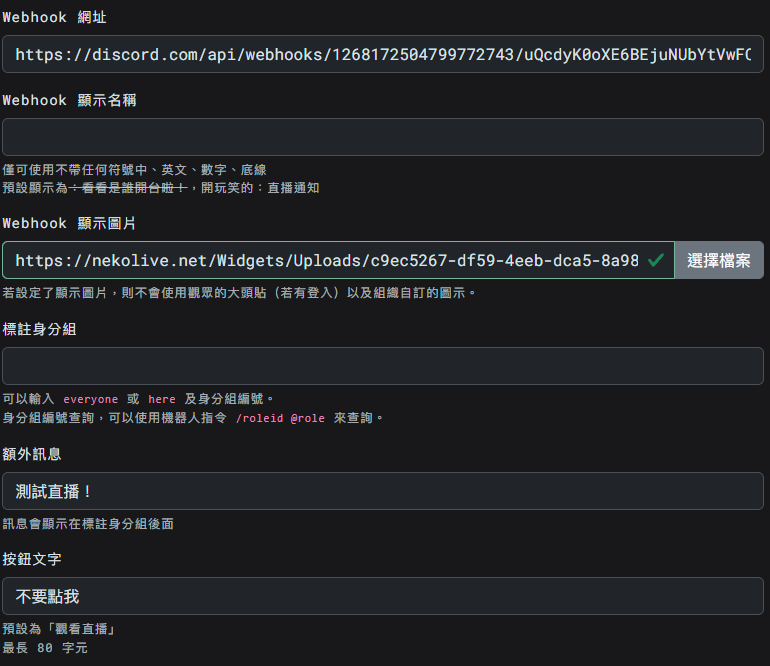 Webhook 網址
https://discord.com/api/webhooks/1268172504799772743/uQcdyK0oXE6BEjuNUbYtVwFC
Webhook 顯示名稱
僅可使用不帶任何符號中、英文、數字、底線
預設顯示為：看看是誰開台啦！，開玩笑的：直播通知
Webhook 顯示圖片
https://nekolive.net/Widgets/Uploads/c9ec5267-df59-4eeb-dca5-8a98
選擇檔案
若設定了顯示圖片，則不會使用觀眾的大頭貼（若有登入）以及組織自訂的圖示。
標註身分組
可以輸入 everyone 或 here 及身分組編號。
身分組編號查詢，可以使用機器人指令 /roleid @role 來查詢。
額外訊息
測試直播！
訊息會顯示在標註身分組後面
按鈕文字
不要點我
預設為「觀看直播」
最長 80 字元